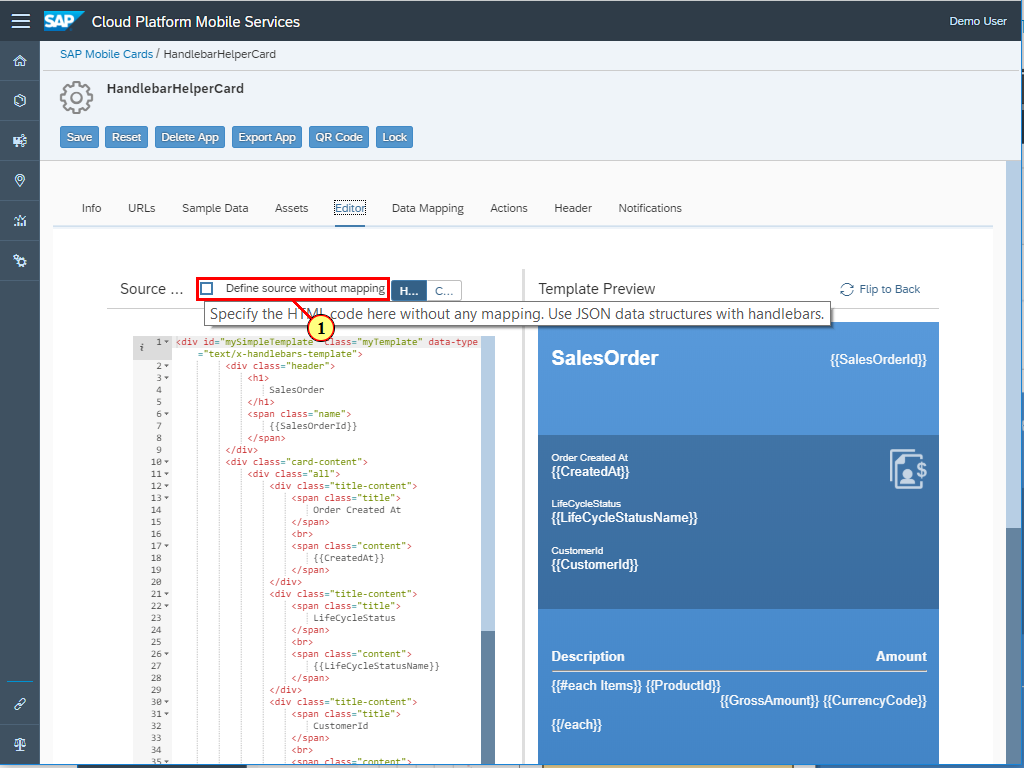 SAP Cloud Platform Mobile Services
Demo User
SAP Mobile Cards / HandlebarHelperCard
HandlebarHelperCard
Save Reset Delete App Export App QR Code Lock
Info URLs Sample Data Assets Editor Data Mapping Actions Header Notifications
Source ... Define source without mapping H... C...
Template Preview Flip to Back
Specify the HTML code here without any mapping. Use JSON data structures with handlebars.
1
i 1 <div id="mySimpleTemplate" class="myTemplate" data-type
="text/x-handlebars-template">
2 <div class="header">
3 <h1>
4 SalesOrder
5 </h1>
6 <span class="name">
7 {{SalesOrderId}}
8 </span>
9 </div>
10 <div class="card-content">
11 <div class="all">
12 <div class="title-content">
13 <span class="title">
14 Order Created At
15 </span>
16 <br>
17 <span class="content">
18 {{CreatedAt}}
19 </span>
20 </div>
21 <div class="title-content">
22 <span class="title">
23 LifeCycleStatus
24 </span>
25 <br>
26 <span class="content">
27 {{LifeCycleStatusName}}
28 </span>
29 </div>
30 <div class="title-content">
31 <span class="title">
32 CustomerId
33 </span>
34 <br>
35 <span class="content">
SalesOrder {{SalesOrderId}}
Order Created At
{{CreatedAt}}
$
LifeCycleStatus
{{LifeCycleStatusName}}
CustomerId
{{CustomerId}}
Description Amount
{{#each Items}} {{ProductId}}
{{GrossAmount}} {{CurrencyCode}}
{{/each}}